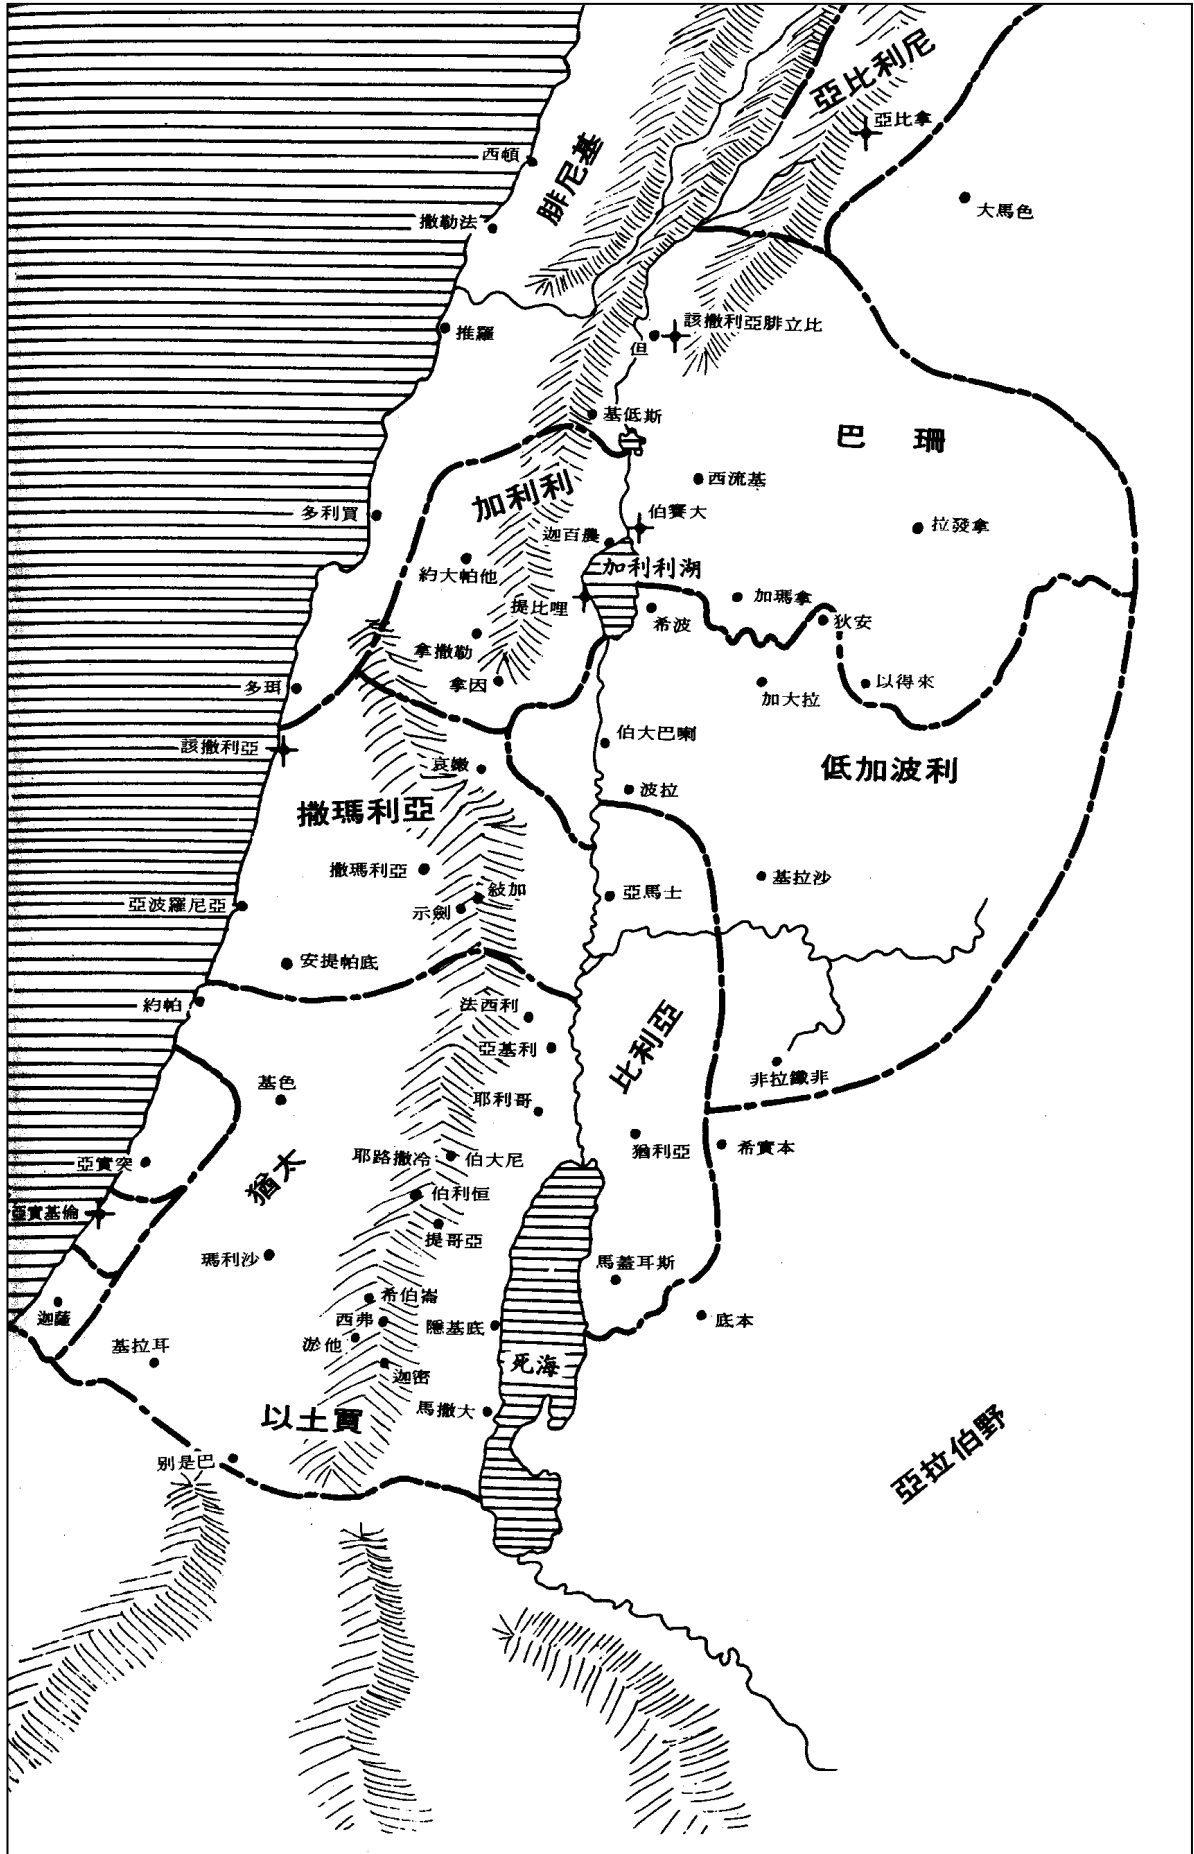 亞比利尼
亞比拿
腓尼基
西頓
大馬色
撒勒法
該撒利亞腓立比
推羅
但
基低斯
巴珊
加利利
西流基
多利買
伯賽大
拉發拿
迦百農
加利利湖
約大帕他
提比哩
加瑪拿
希波
狄安
拿撒勒
拿因
多珥
加大拉
以得來
伯大巴喇
該撒利亞
哀嫩
低加波利
波拉
撒瑪利亞
撒瑪利亞
基拉沙
敍加
亞馬士
亞波羅尼亞
示劍
安提帕底
約帕
法西利
比利亞
亞基利
非拉鐵非
基色
耶利哥
猶利亞
希實本
耶路撒冷
伯大尼
亞實突
猶太
伯利恒
亞實基倫
提哥亞
瑪利沙
馬蓋耳斯
希伯崙
迦薩
西弗
隱基底
底本
淤他
基拉耳
死海
迦密
馬撒大
以土買
別是巴
亞拉伯野